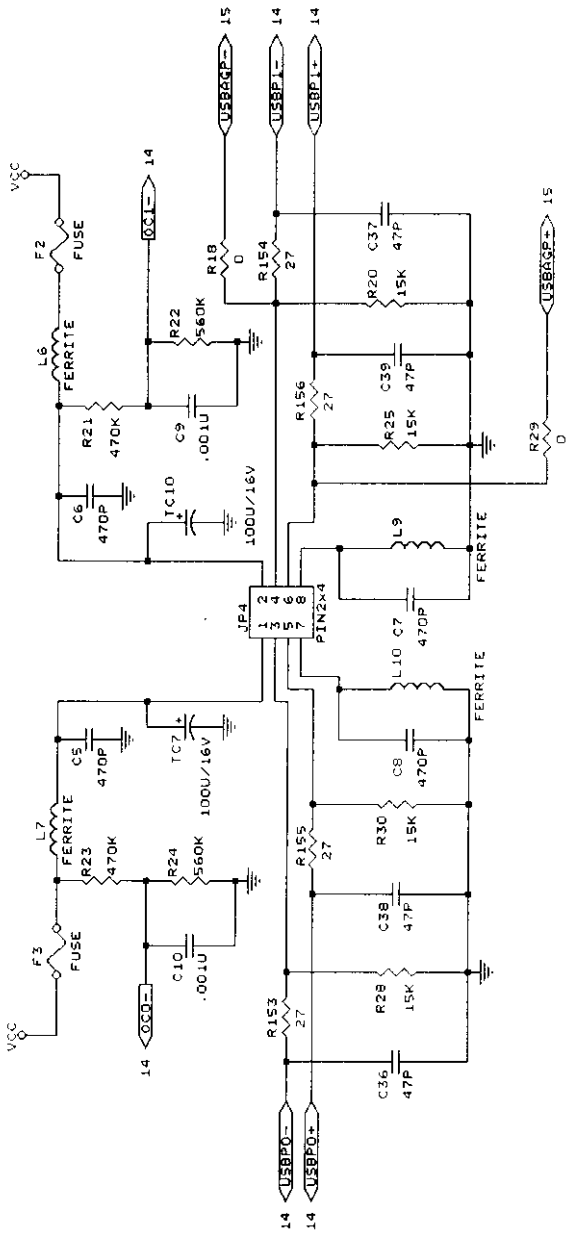 VCC
F2
FUSE
L6
FERRITE
C6
470P
R21
470K
R22
560K
C9
.001U
OC1-
14
TC10
100U/16V
USBAGP-
15
R18
0
USBP1-
14
R154
27
USBP1+
14
R156
27
C37
47P
R20
15K
C39
47P
R25
15K
R29
0
USBAGP+
15
L9
FERRITE
C7
470P
JP4
1 2
3 4
5 6
7 8
PIN2x4
VCC
F3
FUSE
L7
FERRITE
C5
470P
R23
470K
R24
560K
C10
.001U
OC0-
14
TC7
100U/16V
L10
FERRITE
C8
470P
R155
27
R30
15K
C38
47P
R153
27
R28
15K
C36
47P
USBP0-
14
USBP0+
14